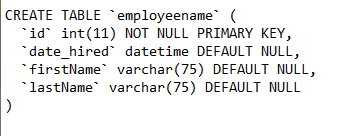 CREATE TABLE `employeename` (
  `id` int(11) NOT NULL PRIMARY KEY,
  `date_hired` datetime DEFAULT NULL,
  `firstName` varchar(75) DEFAULT NULL,
  `lastName` varchar(75) DEFAULT NULL
)